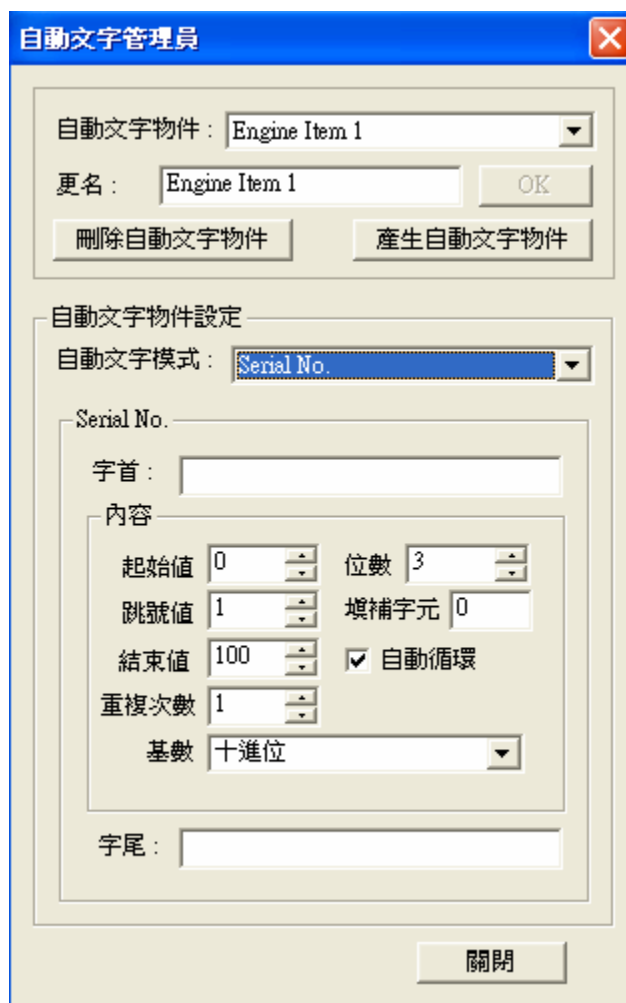 自動文字管理員
自動文字物件 : Engine Item 1
更名 : Engine Item 1 OK
刪除自動文字物件 產生自動文字物件
自動文字物件設定
自動文字模式 : Serial No.
Serial No.
字首 :
內容
起始值 0 位數 3
跳號值 1 填補字元 0
結束值 100 自動循環
重複次數 1
基數 十進位
字尾 :
關閉